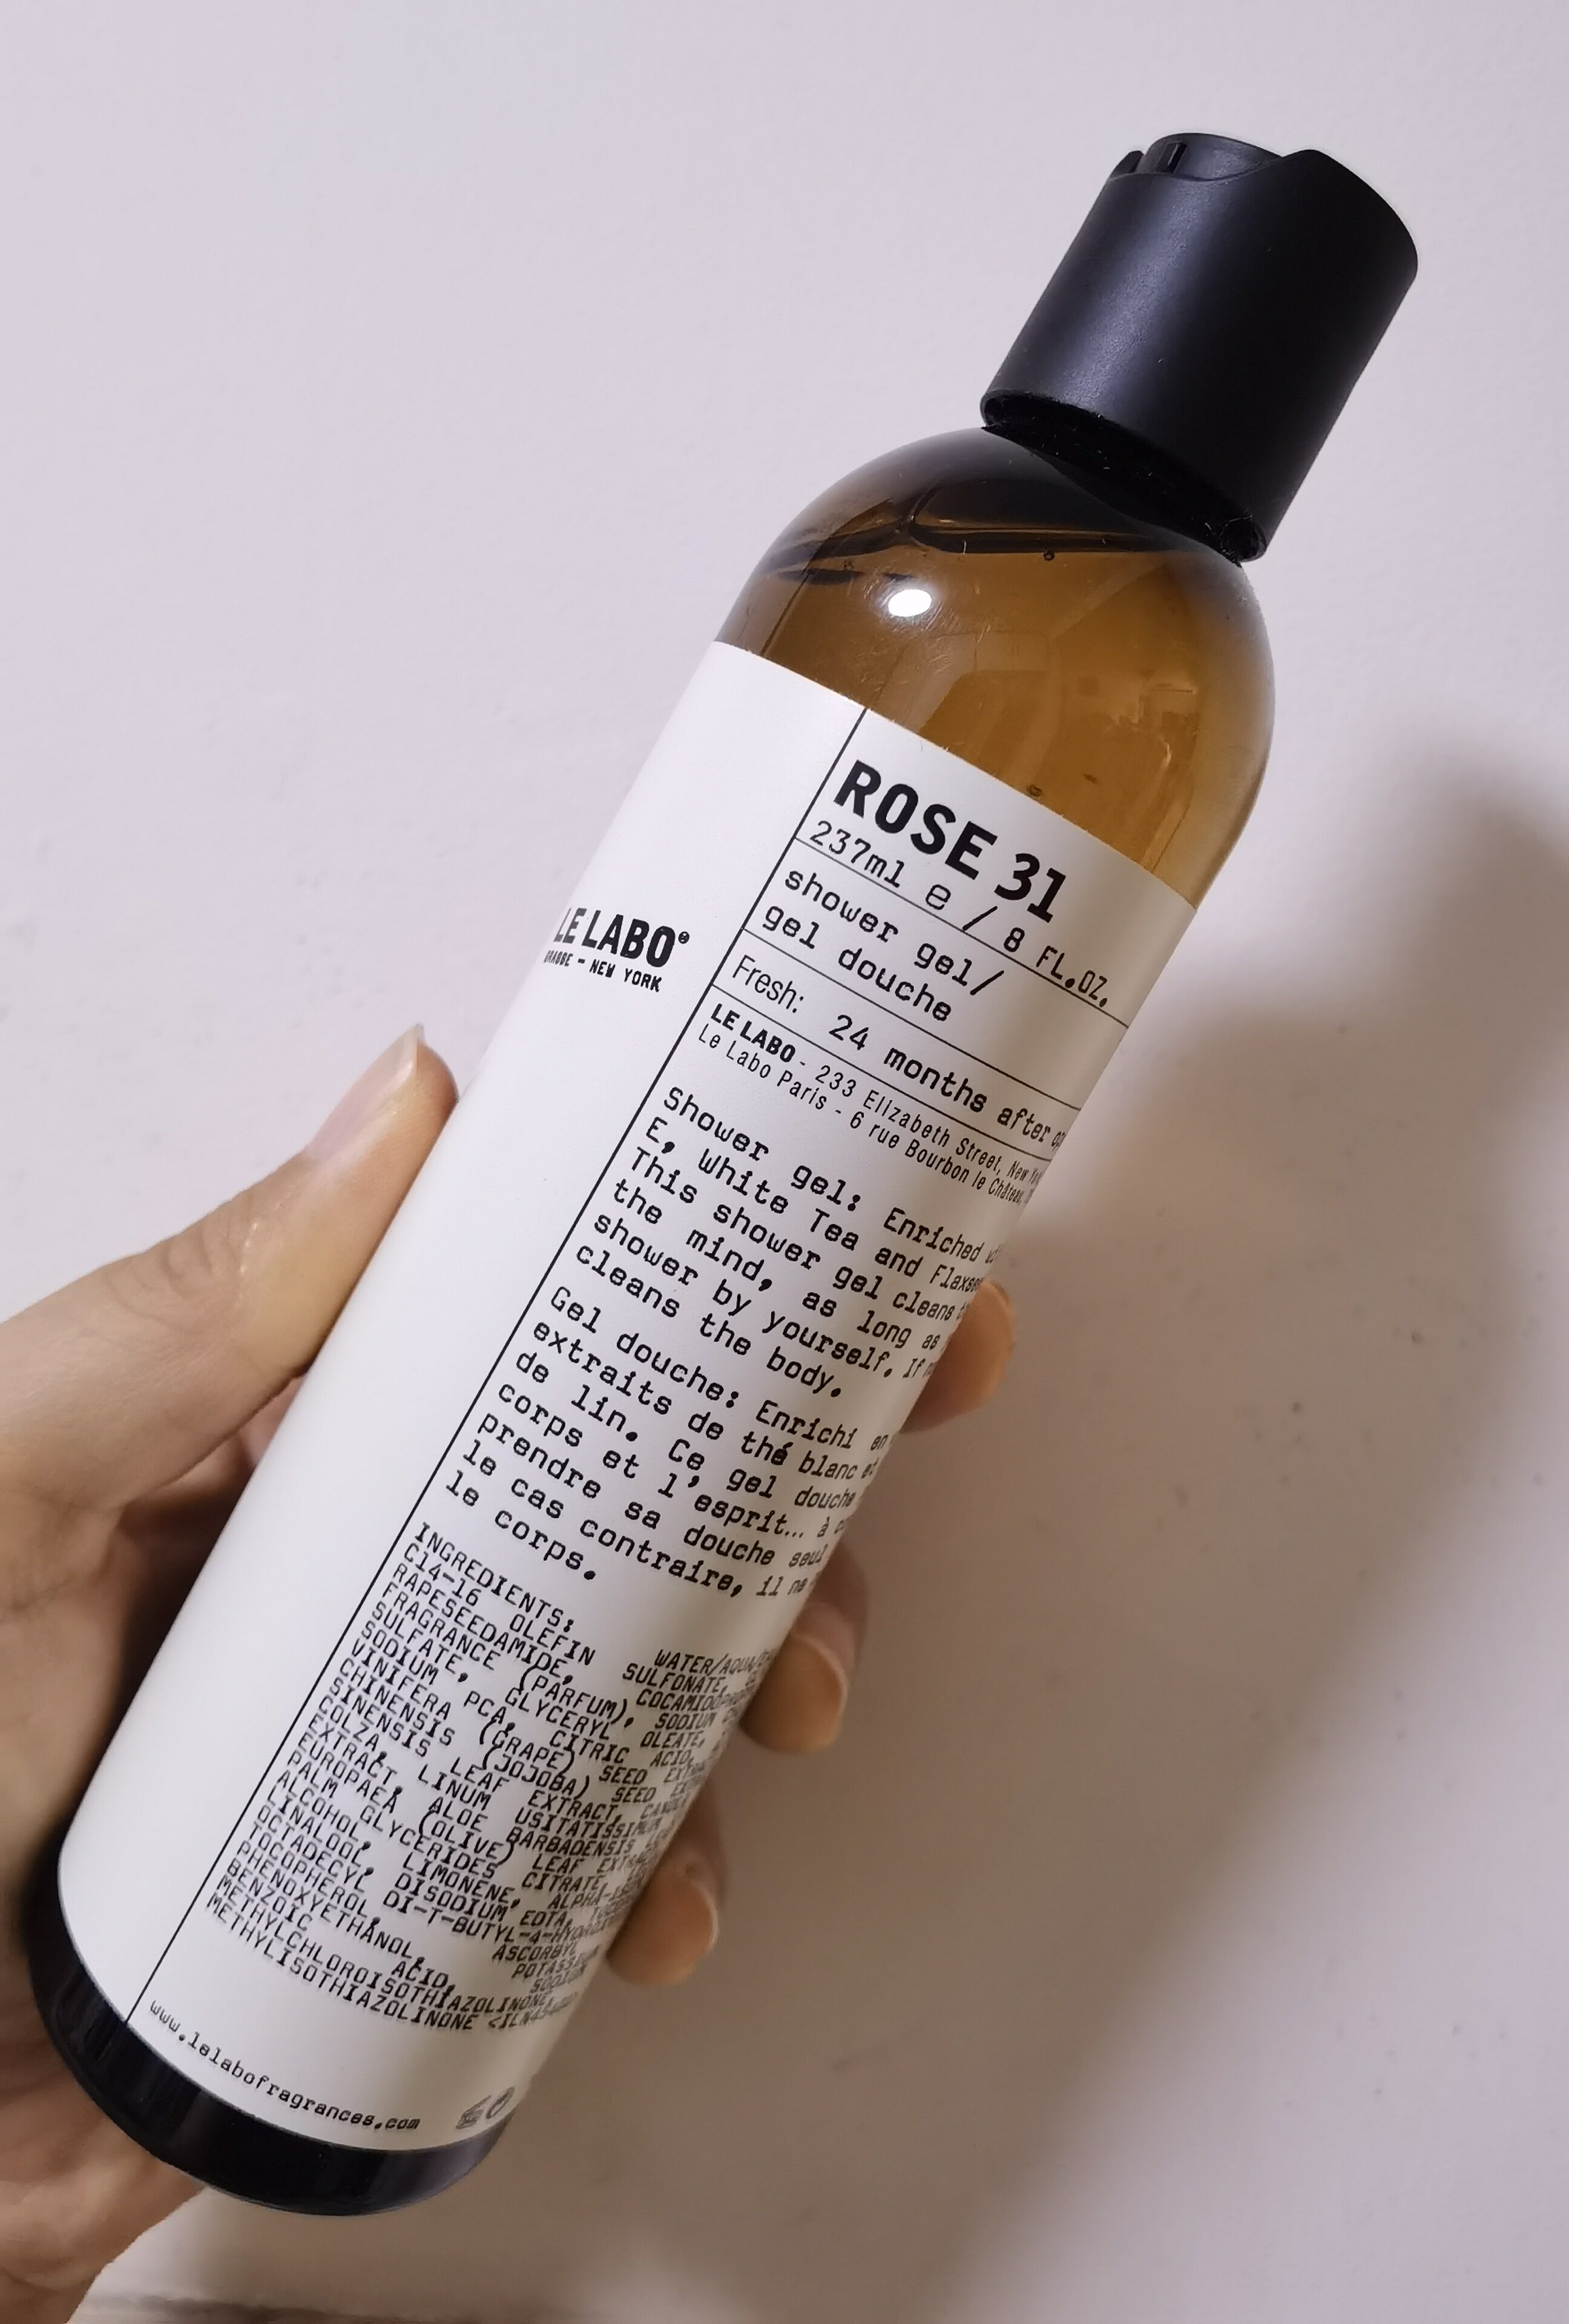 ROSE 31
237ml e / 8 FL.OZ.
shower gel/
gel douche
Fresh: 24 months after
LE LABO®
GRASSE - NEW YORK
LE LABO - 233 Elizabeth Street, New
Le Labo Paris - 6 rue Bourbon le Château,
Shower gel: Enriched
E, White Tea and
This shower gel cleans
the mind, as long as
shower by yourself. If
cleans the body.
Gel douche: Enrichi en
extraits de thé blanc et
de lin. Ce gel douche
corps et l'esprit... à
prendre sa douche seul
le cas contraire, il ne
le corps.
INGREDIENTS: WATER/AQUA/
C14-16 OLEFIN SULFONATE,
RAPESEEDAMIDE,
FRAGRANCE (PARFUM), SODIUM
SULFATE, GLYCERYL OLEATE,
SODIUM PCA, CITRIC ACID,
VINIFERA (GRAPE) SEED
CHINENSIS (JOJOBA) SEED
SINENSIS LEAF EXTRACT,
COLZA, LINUM USITATISSIMUM
EXTRACT, ALOE BARBADENSIS
EUROPAEA (OLIVE) LEAF
PALM GLYCERIDES CITRATE,
ALCOHOL, LIMONENE,
LINALOOL, DISODIUM EDTA,
OCTADECYL DI-T-BUTYL-4-
TOCOPHEROL, ASCORBYL
PHENOXYETHANOL,
BENZOIC ACID,
METHYLCHLOROISOTHIAZOLINONE,
METHYLISOTHIAZOLINONE
www.lelabofragrances.com